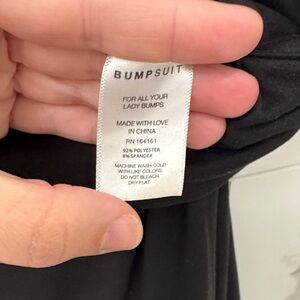 BUMPSUIT
FOR ALL YOUR
LADY BUMPS
MADE WITH LOVE
IN CHINA
RN 164161
92% POLYESTER
8% SPANDER
MACHINE WASH COLD
WITH LIKE COLORS
DO NOT BLEACH
DRY FLAT